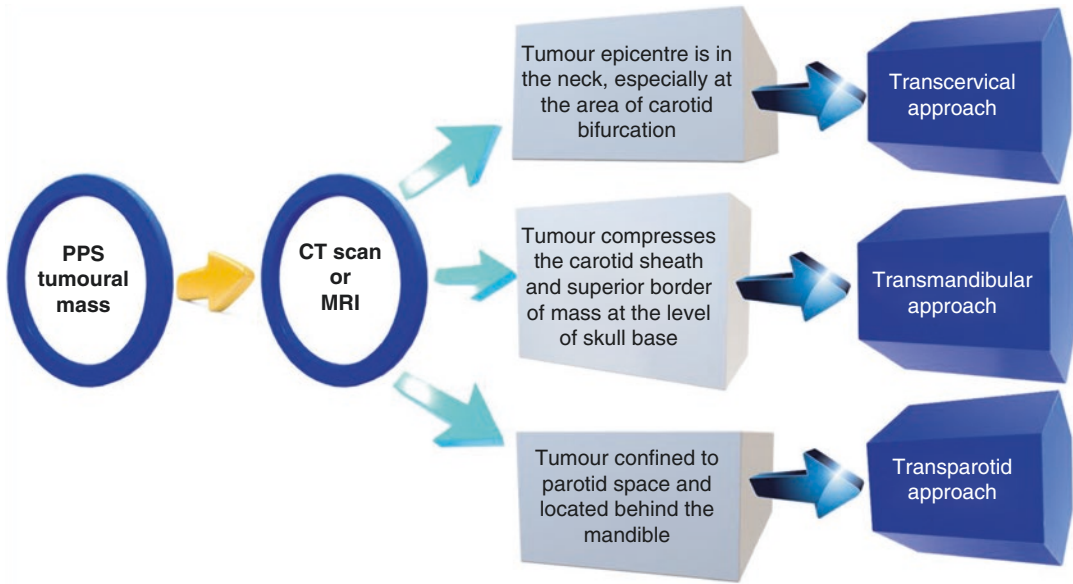 PPS
tumoural
mass
CT scan
or
MRI
Tumour epicentre is in
the neck, especially at
the area of carotid
bifurcation
Transcervical
approach
Tumour compresses
the carotid sheath
and superior border
of mass at the level
of skull base
Transmandibular
approach
Tumour confined to
parotid space and
located behind the
mandible
Transparotid
approach